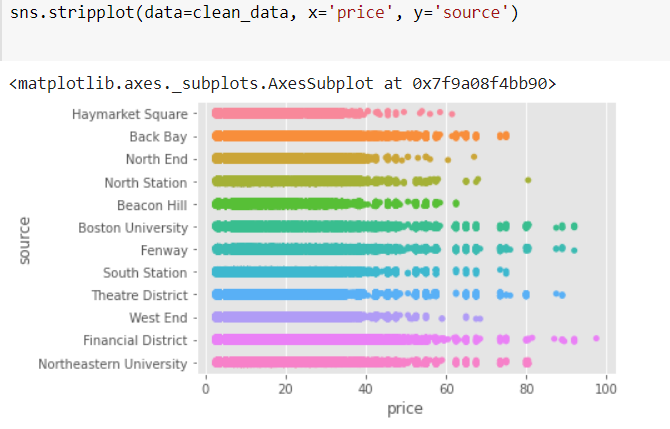 sns.stripplot(data=clean_data, x='price', y='source')
<matplotlib.axes._subplots.AxesSubplot at 0x7f9a08f4bb90>
Haymarket Square
Back Bay
North End
North Station
Beacon Hill
Boston University
Fenway
South Station
Theatre District
West End
Financial District
Northeastern University
source
0 20 40 60 80 100
price